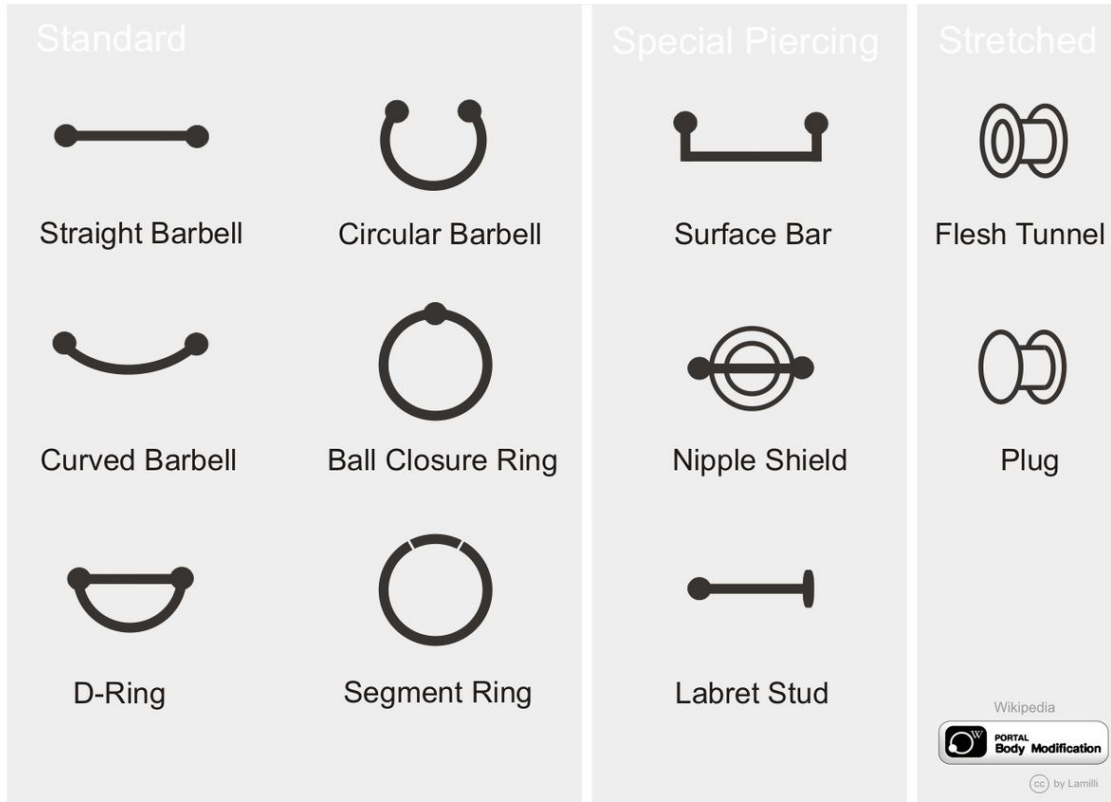 Standard
Special Piercing
Stretched
Straight Barbell
Circular Barbell
Surface Bar
Flesh Tunnel
Curved Barbell
Ball Closure Ring
Nipple Shield
Plug
D-Ring
Segment Ring
Labret Stud
Wikipedia
W
PORTAL
Body Modification
cc by Lamilli